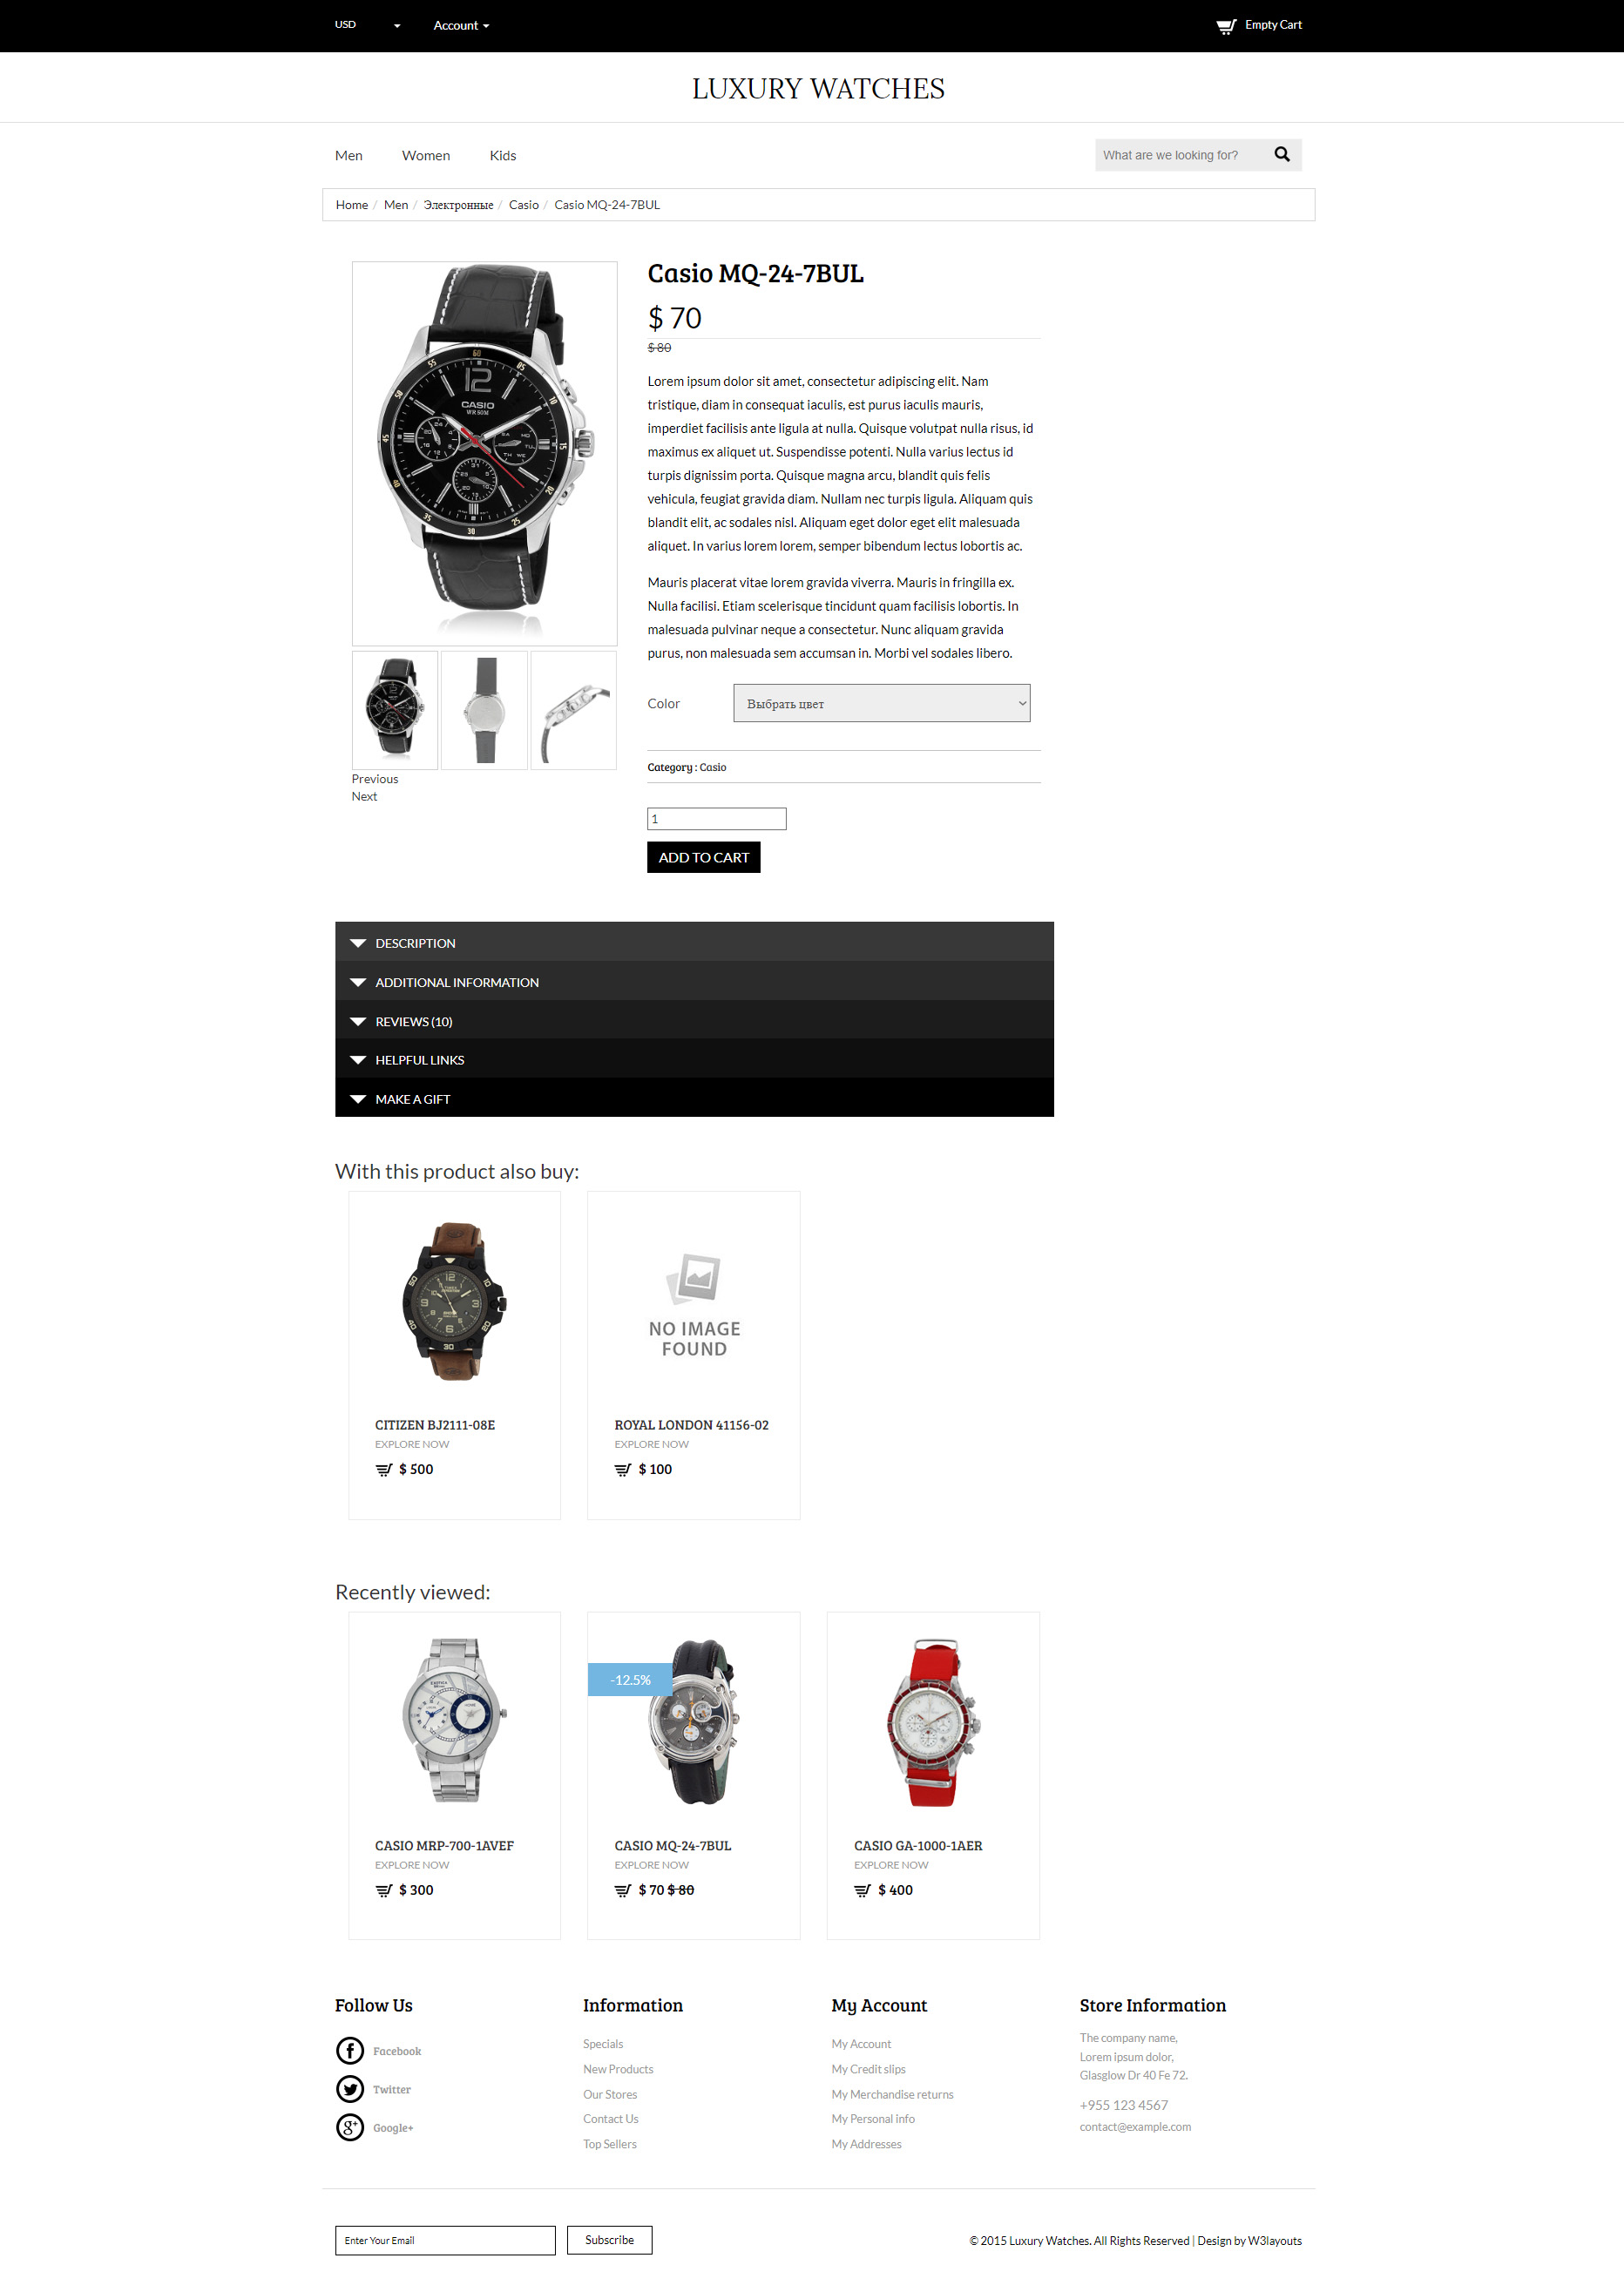 USD
Account
Empty Cart
LUXURY WATCHES
Men
Women
Kids
What are we looking for?
Home / Men / Электронные / Casio / Casio MQ-24-7BUL
Casio MQ-24-7BUL
$ 70
$ 80
Lorem ipsum dolor sit amet, consectetur adipiscing elit. Nam
tristique, diam in consequat iaculis, est purus iaculis mauris,
imperdiet facilisis ante ligula at nulla. Quisque volutpat nulla risus, id
maximus ex aliquet ut. Suspendisse potenti. Nulla varius lectus id
turpis dignissim porta. Quisque magna arcu, blandit quis felis
vehicula, feugiat gravida diam. Nullam nec turpis ligula. Aliquam quis
blandit elit, ac sodales nisl. Aliquam eget dolor eget elit malesuada
aliquet. In varius lorem lorem, semper bibendum lectus lobortis ac.
Mauris placerat vitae lorem gravida viverra. Mauris in fringilla ex.
Nulla facilisi. Etiam scelerisque tincidunt quam facilisis lobortis. In
malesuada pulvinar neque a consectetur. Nunc aliquam gravida
purus, non malesuada sem accumsan in. Morbi vel sodales libero.
CASIO
WR 50M
Previous
Next
Color
Выбрать цвет
Category : Casio
1
ADD TO CART
DESCRIPTION
ADDITIONAL INFORMATION
REVIEWS (10)
HELPFUL LINKS
MAKE A GIFT
With this product also buy:
CITIZEN BJ2111-08E
EXPLORE NOW
$ 500
NO IMAGE
FOUND
ROYAL LONDON 41156-02
EXPLORE NOW
$ 100
Recently viewed:
CASIO MRP-700-1AVEF
EXPLORE NOW
$ 300
-12.5%
CASIO MQ-24-7BUL
EXPLORE NOW
$ 70 $ 80
CASIO GA-1000-1AER
EXPLORE NOW
$ 400
Follow Us
Facebook
Twitter
Google+
Information
Specials
New Products
Our Stores
Contact Us
Top Sellers
My Account
My Account
My Credit slips
My Merchandise returns
My Personal info
My Addresses
Store Information
The company name,
Lorem ipsum dolor,
Glasglow Dr 40 Fe 72.
+955 123 4567
contact@example.com
Enter Your Email
Subscribe
© 2015 Luxury Watches. All Rights Reserved | Design by W3layouts